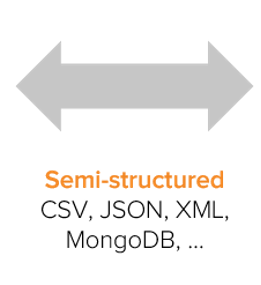 Semi-structured
CSV, JSON, XML,
MongoDB, ...